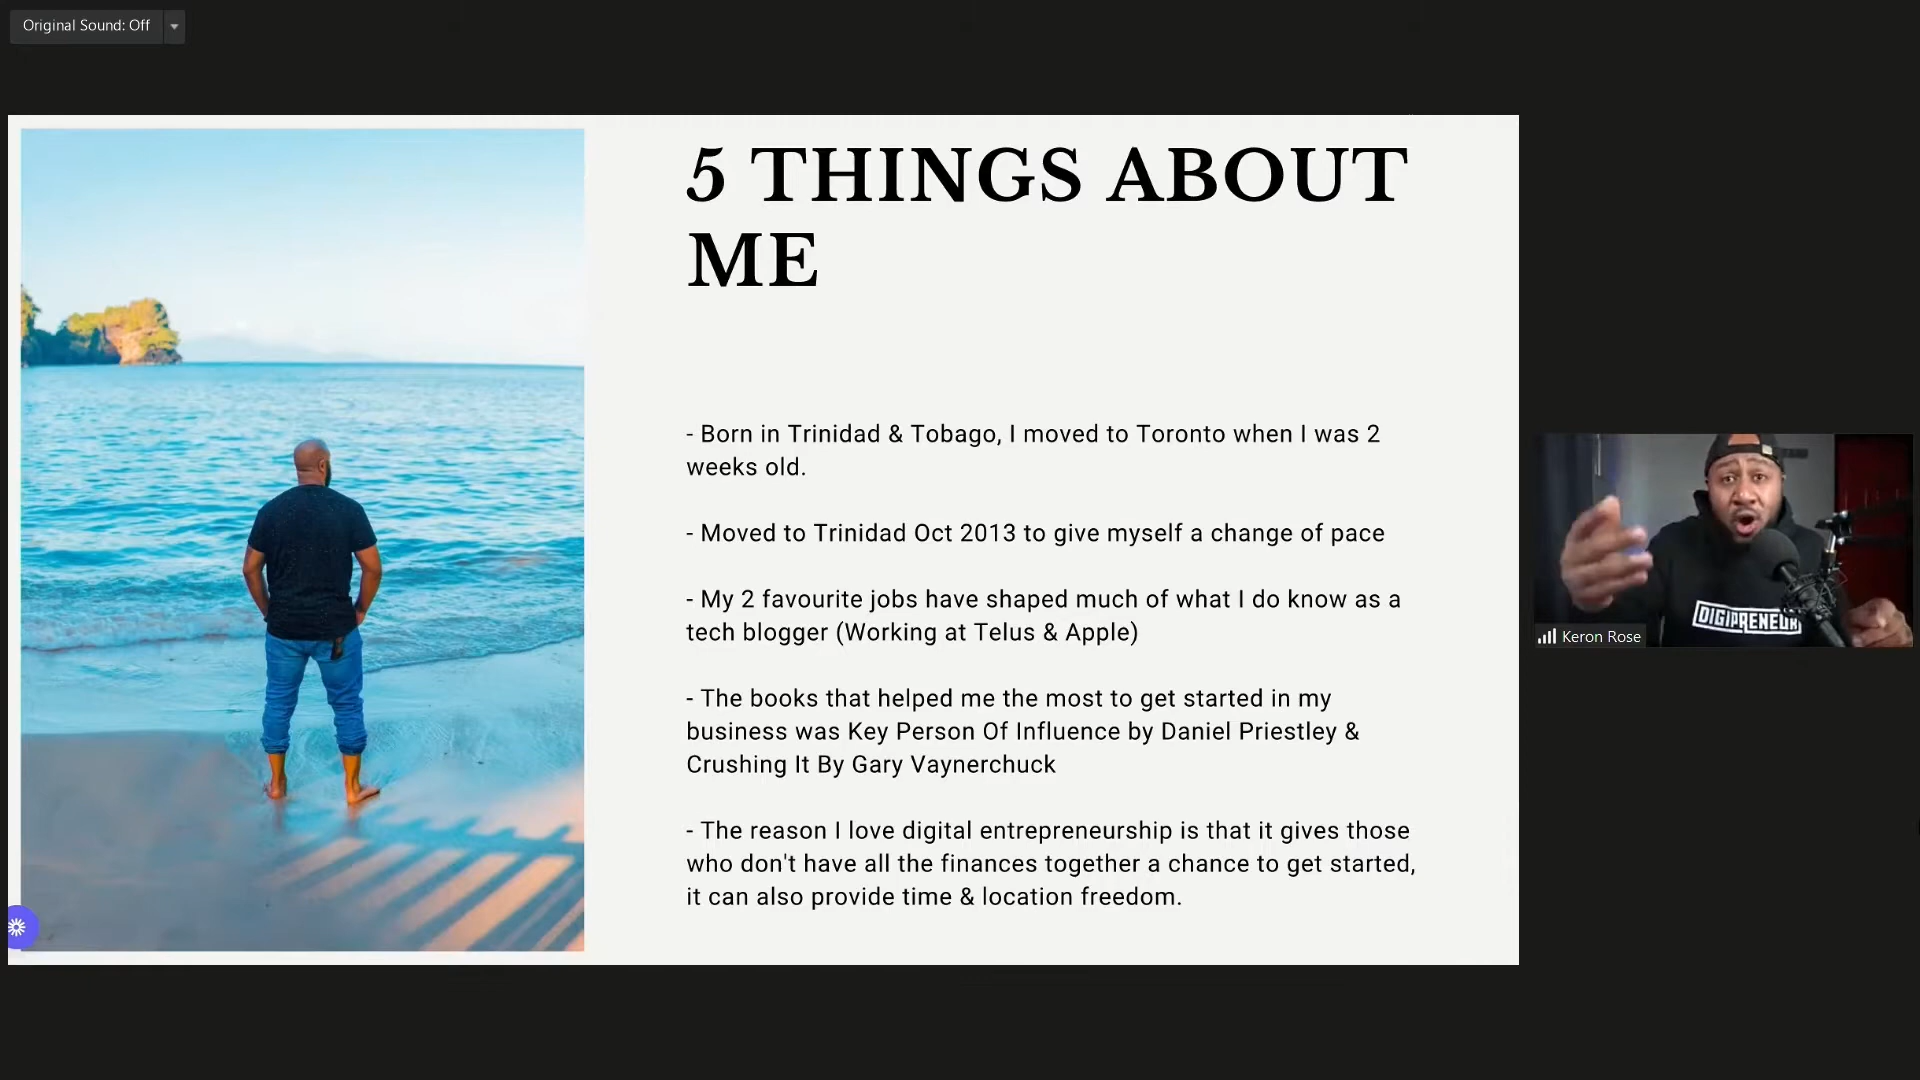 Original Sound: Off
5 THINGS ABOUT
ME
- Born in Trinidad & Tobago, I moved to Toronto when I was 2
weeks old.
- Moved to Trinidad Oct 2013 to give myself a change of pace
- My 2 favourite jobs have shaped much of what I do know as a
tech blogger (Working at Telus & Apple)
- The books that helped me the most to get started in my
business was Key Person Of Influence by Daniel Priestley &
Crushing It By Gary Vaynerchuck
- The reason I love digital entrepreneurship is that it gives those
who don't have all the finances together a chance to get started,
it can also provide time & location freedom.
DIGIPRENEUR
Keron Rose